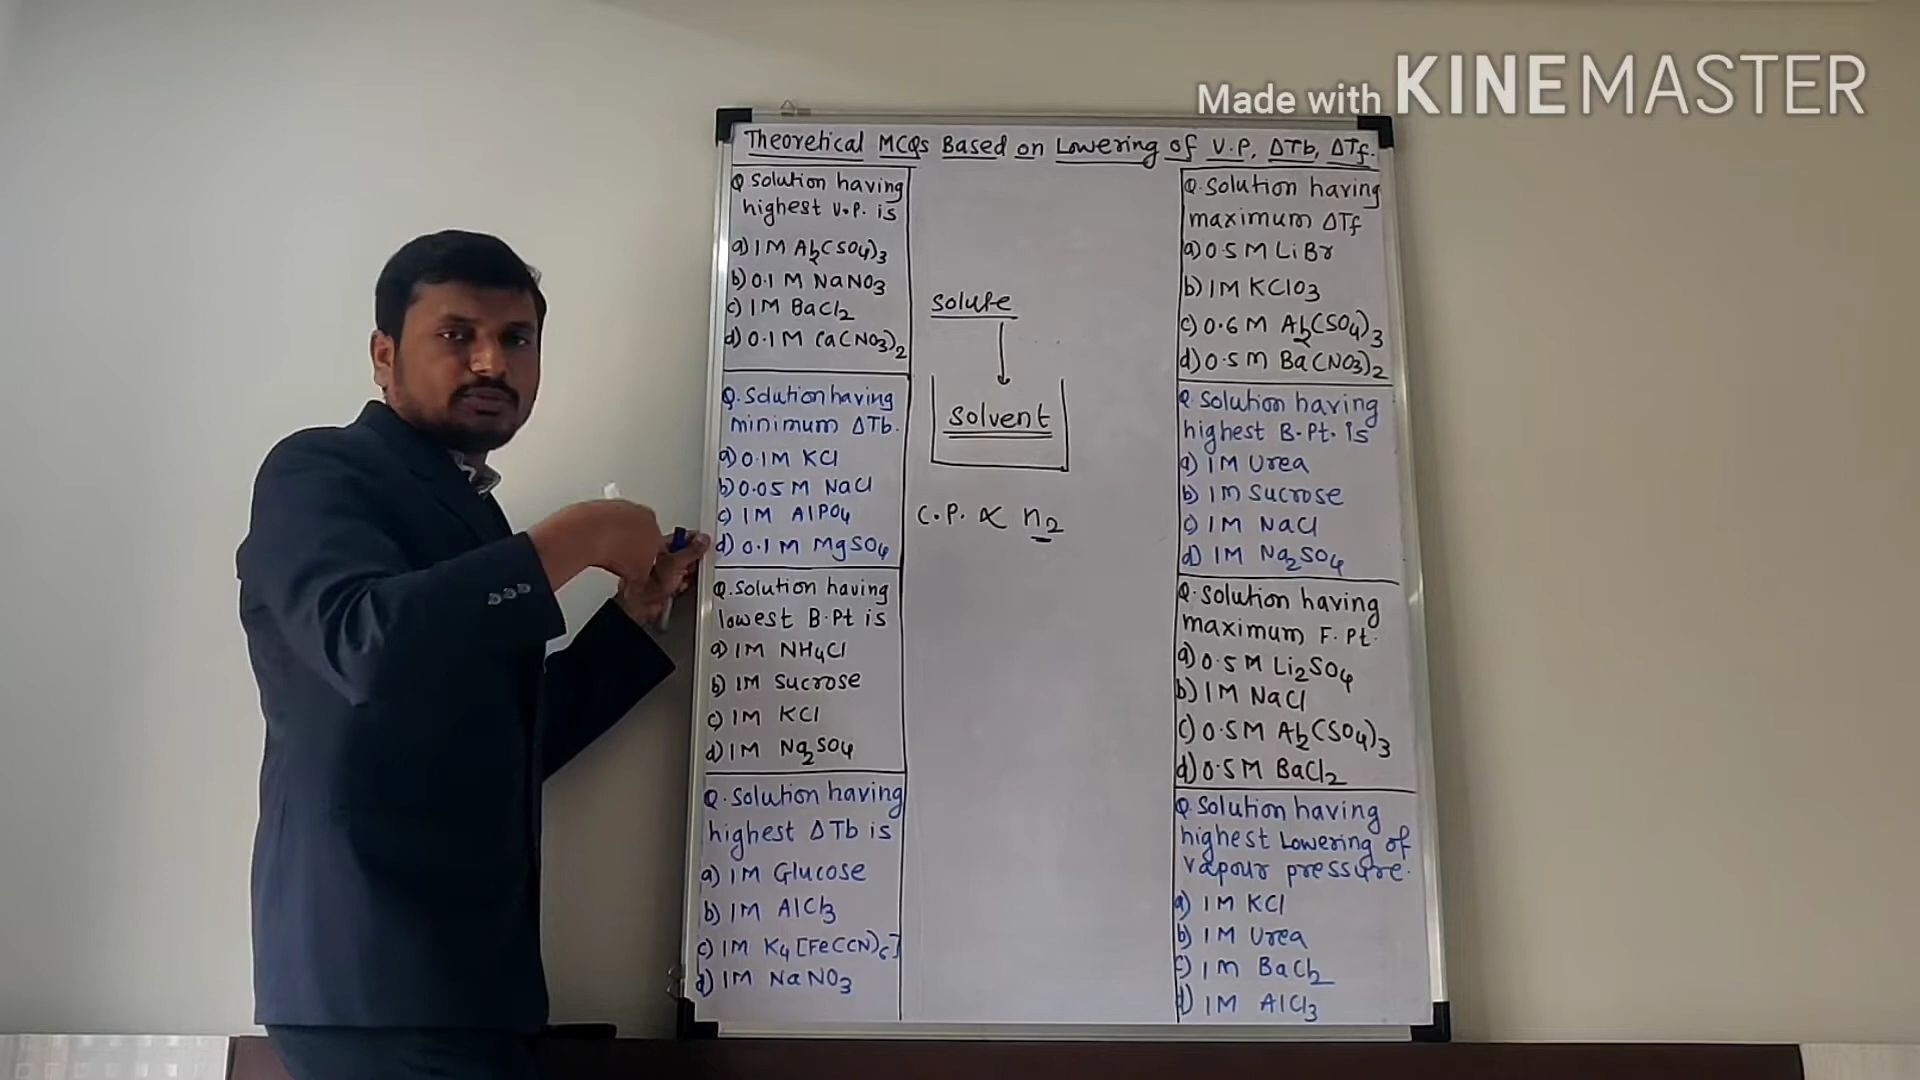 Made with KINEMASTER
Theoretical MCQs Based on Lowering of V.P, ΔTb, ΔTf.
Q Solution having
highest V.P. is
a) 1M Al2(SO4)3
b) 0.1 M NaNO3
c) 1M BaCl2
d) 0.1 M Ca(NO3)2
Q. Solution having
minimum ΔTb.
a) 0.1M KCl
b) 0.05 M NaCl
c) 1M AlPO4
d) 0.1M MgSO4
Q. Solution having
lowest B.Pt is
a) 1M NH4Cl
b) 1M Sucrose
c) 1M KCl
d) 1M Na2SO4
Q. Solution having
highest ΔTb is
a) 1M Glucose
b) 1M AlCl3
c) 1M K4[Fe(CN)6]
d) 1M NaNO3
Solute
Solvent
C.P. ∝ n2
Q. Solution having
maximum ΔTf
a) 0.5 M LiBr
b) 1M KClO3
c) 0.6 M Al2(SO4)3
d) 0.5 M Ba(NO3)2
Q Solution having
highest B.Pt. is
a) 1M Urea
b) 1M Sucrose
c) 1M NaCl
d) 1M Na2SO4
Q. Solution having
maximum F.Pt.
a) 0.5 M Li2SO4
b) 1M NaCl
c) 0.5 M Al2(SO4)3
d) 0.5M BaCl2
Q Solution having
highest Lowering of
Vapour pressure.
a) 1M KCl
b) 1M Urea
c) 1M BaCl2
d) 1M AlCl3